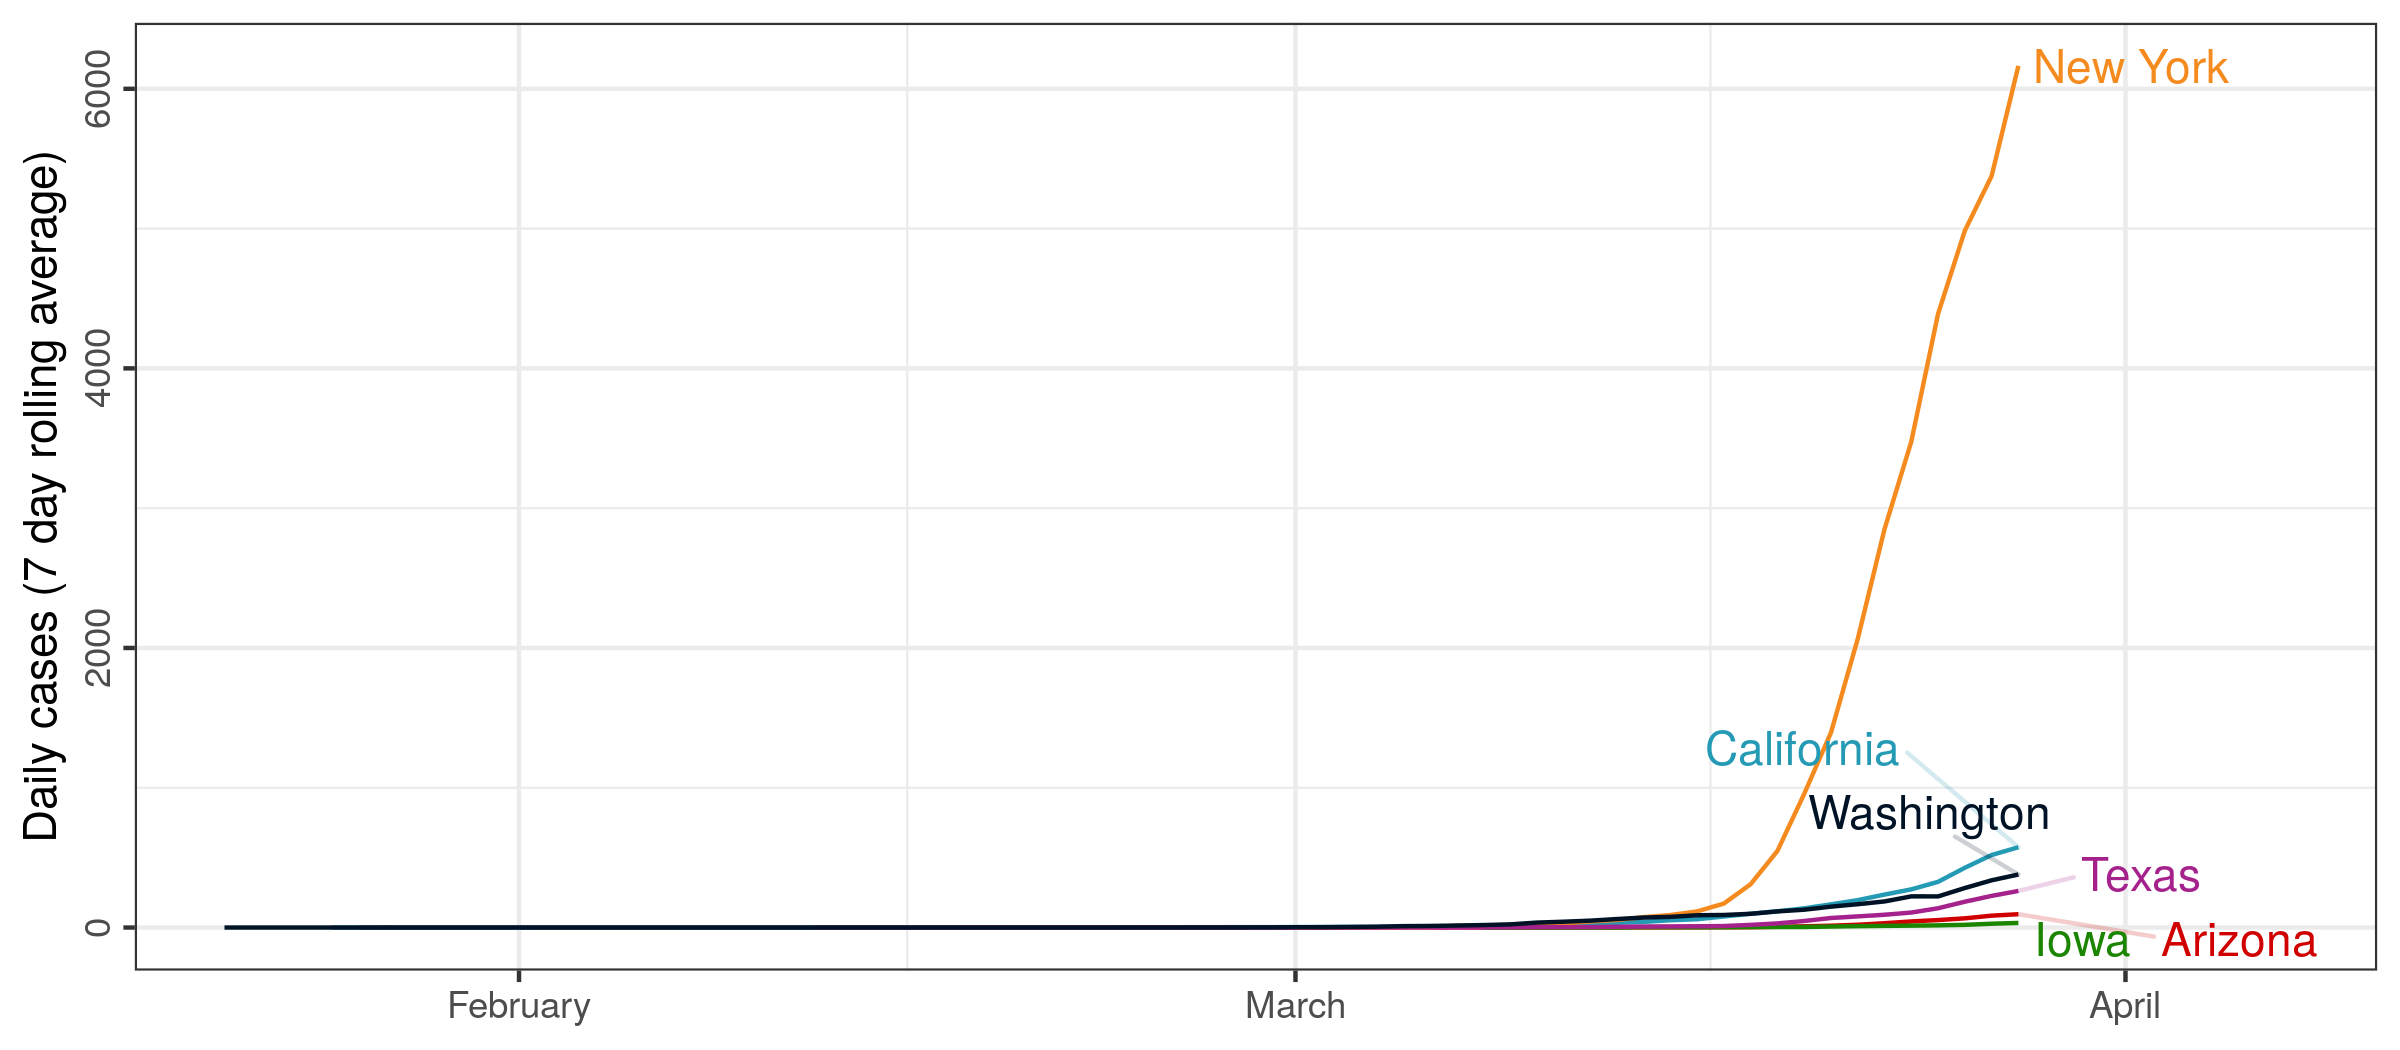 Daily cases (7 day rolling average)
6000
4000
2000
0
New York
California
Washington
Texas
Iowa
Arizona
February
March
April